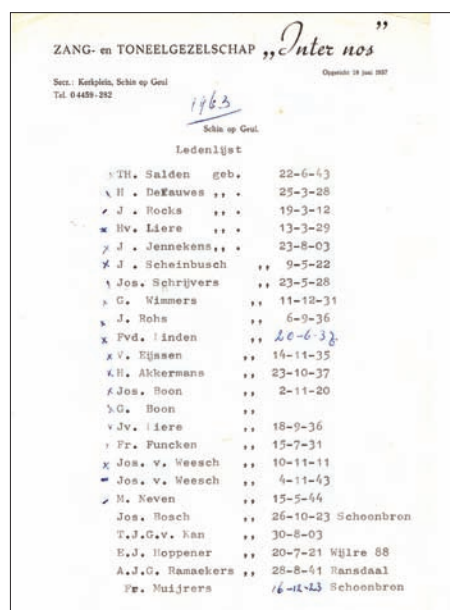 ZANG- en TONEELGEZELSCHAP „Inter nos”
Opgericht 19 juni 1937
Secr.: Kerkplein, Schin op Geul
Tel. 04459-262
1963
Schin op Geul.
Ledenlijst
TH. Salden geb. 22-6-43
H . DeFauwes ,, . 25-3-28
J . Rocks ,, . 19-3-12
Hv. Liere ,, . 13-3-29
J . Jennekens,, . 23-8-03
J . Scheinbusch ,, 9-5-22
Jos. Schrijvers ,, 23-5-28
G. Wimmers ,, 11-12-31
J. Rohs ,, 6-9-36
Fvd. Linden ,, 20-6-37.
V. Eijssen ,, 14-11-35
H. Akkermans ,, 23-10-37
Jos. Boon ,, 2-11-20
G. Boon ,,
Jv. Liere ,, 18-9-36
Fr. Funcken ,, 15-7-31
Jos. v. Weesch ,, 10-11-11
Jos. v. Weesch ,, 4-11-43
M. Neven ,, 15-5-44
Jos. Bosch ,, 26-10-23 Schoonbron
T.J.G.v. Kan ,, 30-8-03
E.J. Hoppener ,, 20-7-21 Wijlre 88
A.J.G. Ramaekers ,, 28-8-41 Ransdaal
Fr. Muijrers 16-12-23 Schoonbron